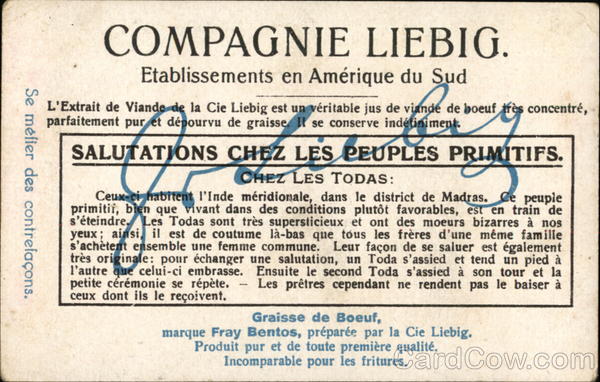 COMPAGNIE LIEBIG.
Etablissements en Amérique du Sud
L'Extrait de Viande de la Cie Liebig est un véritable jus de viande de boeuf très concentré,
parfaitement pur et dépourvu de graisse. Il se conserve indéfiniment.
SALUTATIONS CHEZ LES PEUPLES PRIMITIFS.
CHEZ LES TODAS:
Ceux-ci habitent l'Inde méridionale, dans le district de Madras. Ce peuple
primitif, bien que vivant dans des conditions plutôt favorables, est en train de
s'éteindre. Les Todas sont très supersticieux et ont des moeurs bizarres à nos
yeux; ainsi, il est de coutume là-bas que tous les frères d'une même famille
s'achètent ensemble une femme commune. Leur façon de se saluer est également
très originale: pour échanger une salutation, un Toda s'assied et tend un pied à
l'autre que celui-ci embrasse. Ensuite le second Toda s'assied à son tour et la
petite cérémonie se répète. – Les prêtres cependant ne rendent pas le baiser à
ceux dont ils le reçoivent.
Graisse de Boeuf,
marque Fray Bentos, préparée par la Cie Liebig.
Produit pur et de toute première qualité.
Incomparable pour les fritures.
Se méfier des contrefaçons.
J v Liebig
CardCow.com